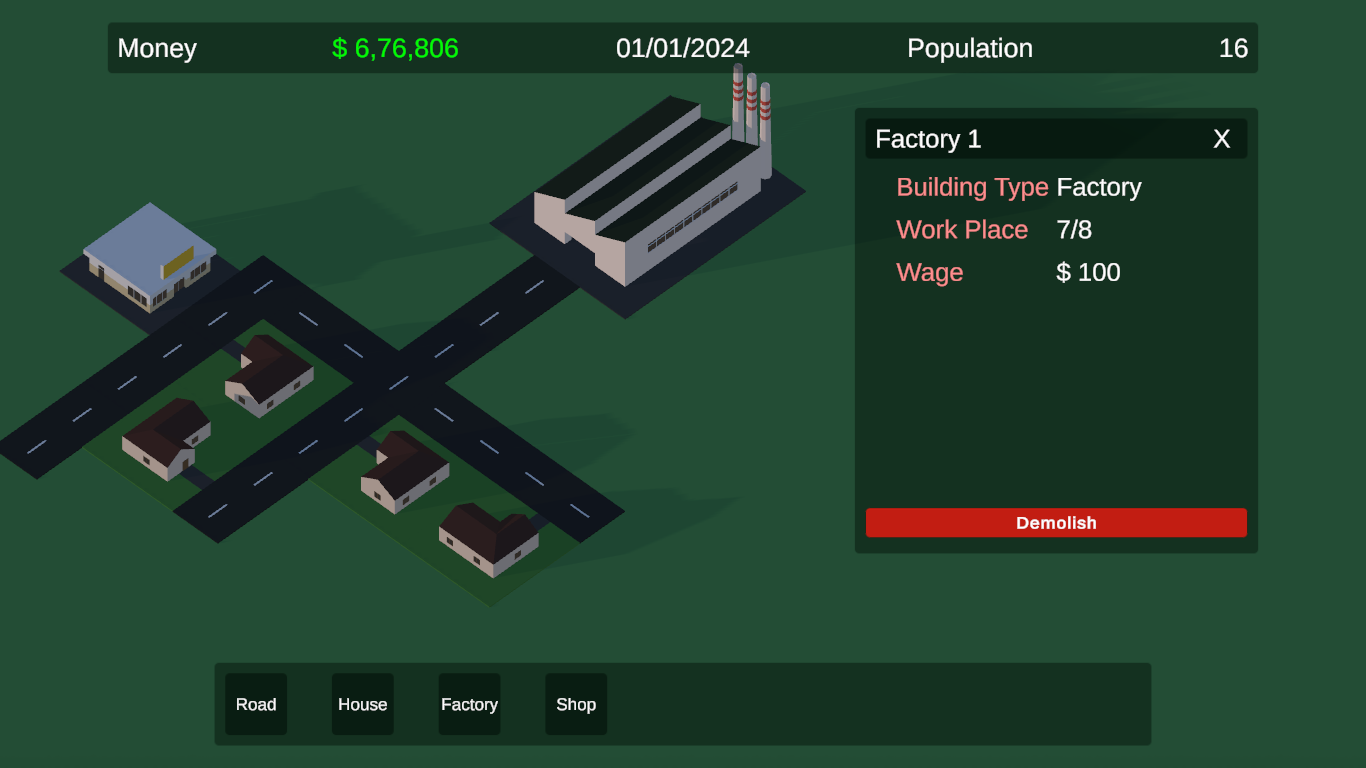 Money $ 6,76,806 01/01/2024 Population 16
Factory 1 X
Building Type Factory
Work Place 7/8
Wage $ 100
Demolish
Road House Factory Shop